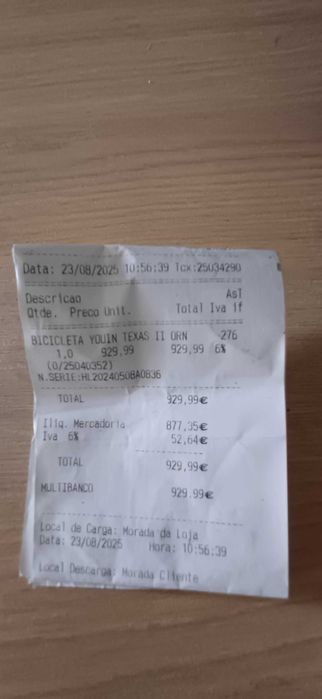 Data: 23/08/2025 10:56:39 Tcx:25034290
Descricao AsT
Qtde. Preco Unit. Total Iva if
BICICLETA YOUIN TEXAS II ORN -276
1,0 929,99 929,99 6%
(0/25040352)
N.SERIE:HL20240508A0836
TOTAL 929,99€
Iliq. Mercadoria 877,35€
Iva 6% 52,64€
TOTAL 929,99€
MULTIBANCO 929,99€
Local de Carga: Morada da Loja
Data: 23/08/2025 Hora: 10:56:39
Local Descarga: Morada Cliente